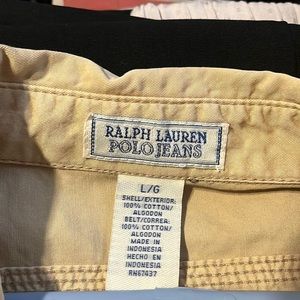 RALPH LAUREN
POLO JEANS
L/G
SHELL/EXTERIOR:
100% COTTON/
ALGODON
BELT/CORREA:
100% COTTON/
ALGODON
MADE IN
INDONESIA
HECHO EN
INDONESIA
RN67437